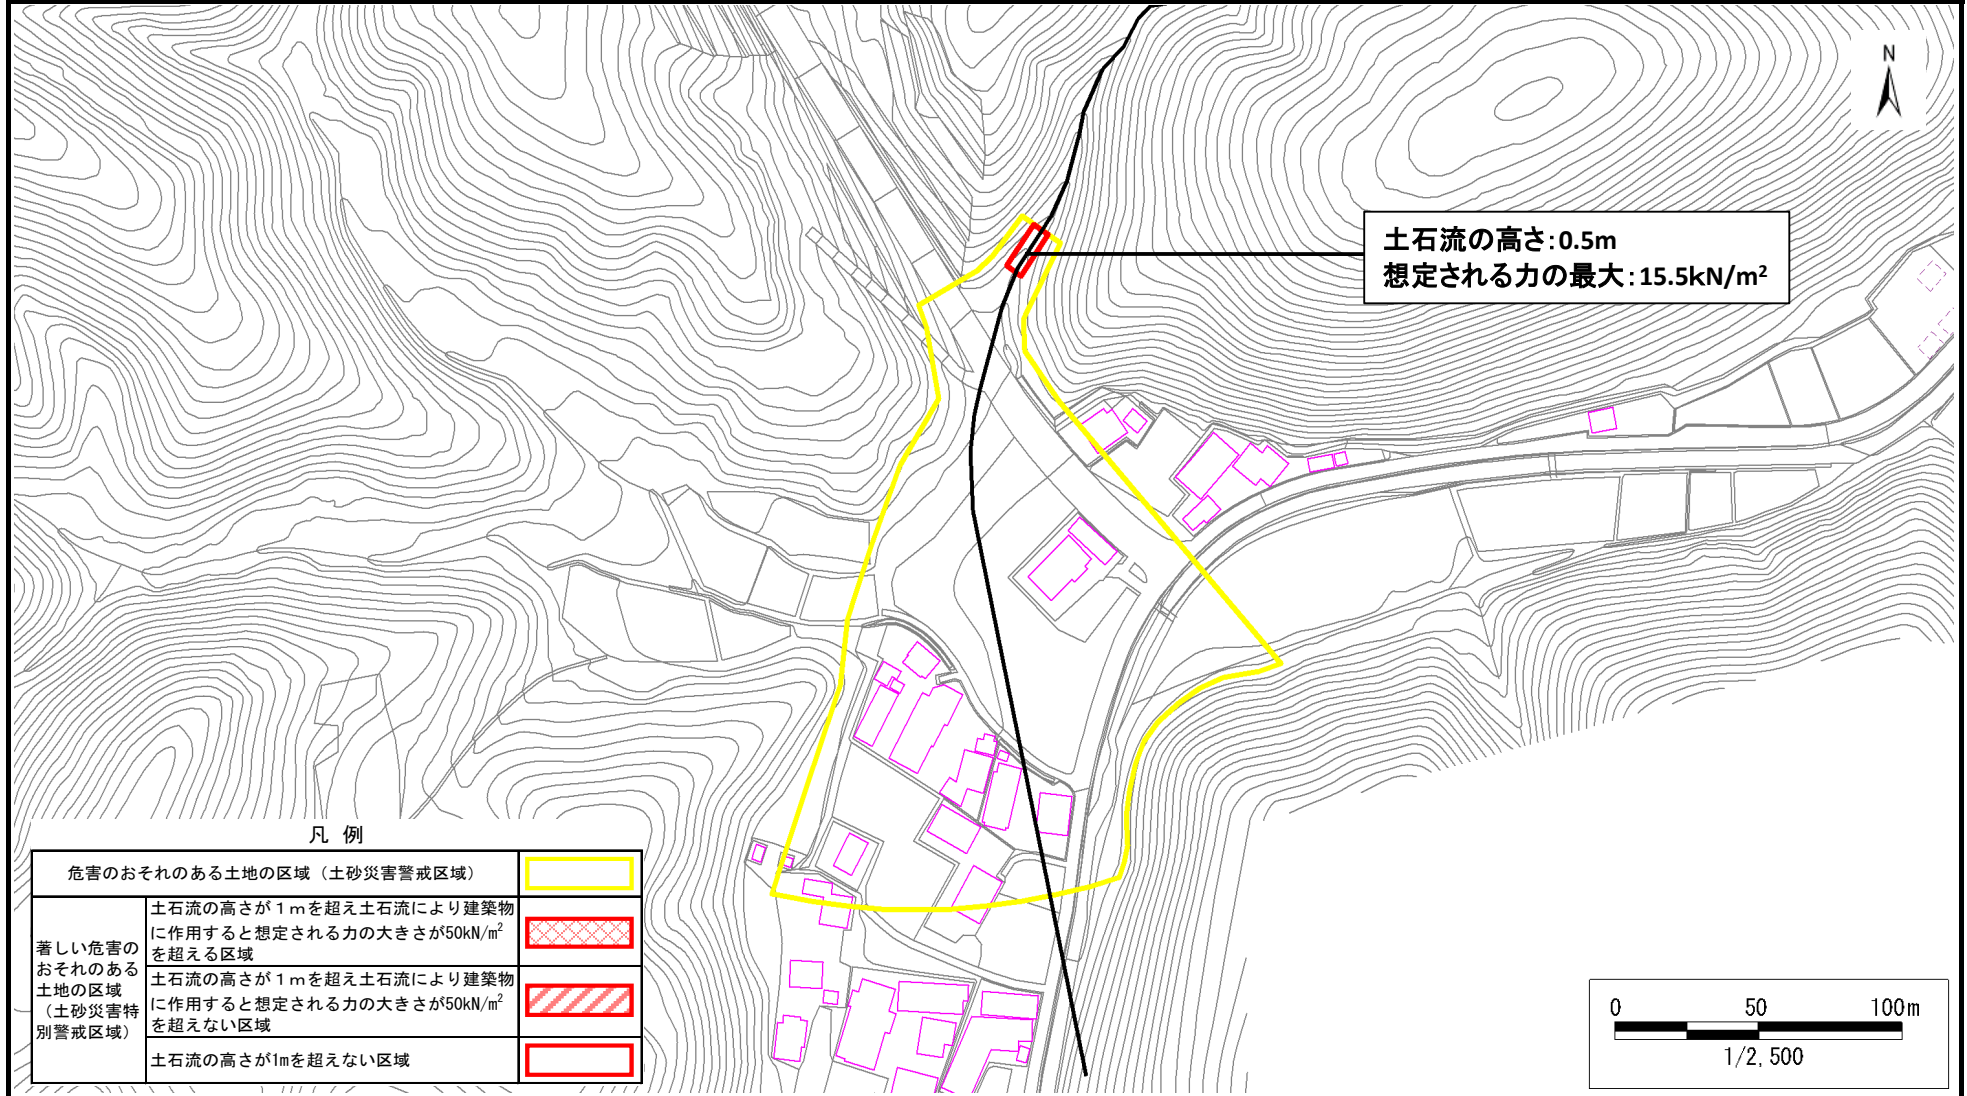 N
土石流の高さ:0.5m
想定される力の最大:15.5kN/m²
凡 例
危害のおそれのある土地の区域（土砂災害警戒区域）
著しい危害の
おそれのある
土地の区域
（土砂災害特
別警戒区域）
土石流の高さが１ｍを超え土石流により建築物
に作用すると想定される力の大きさが50kN/m²
を超える区域
土石流の高さが１ｍを超え土石流により建築物
に作用すると想定される力の大きさが50kN/m²
を超えない区域
土石流の高さが1mを超えない区域
0 50 100m
1/2,500